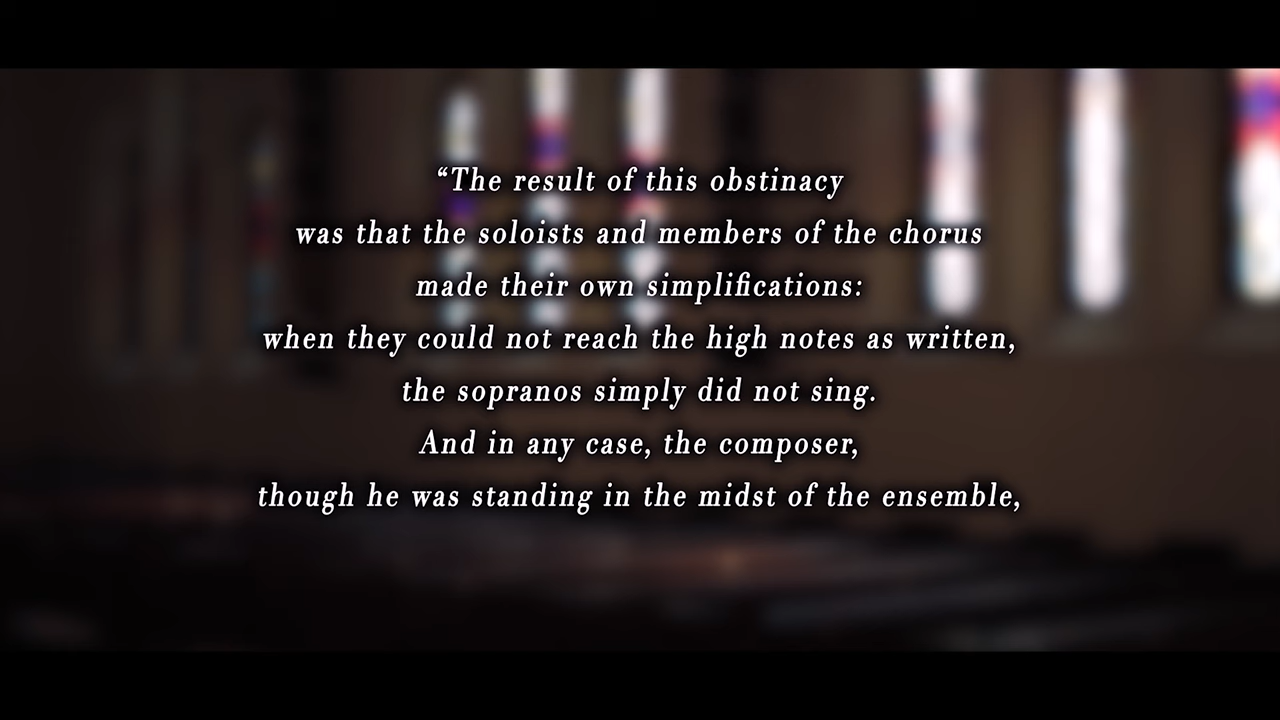 “The result of this obstinacy
was that the soloists and members of the chorus
made their own simplifications:
when they could not reach the high notes as written,
the sopranos simply did not sing.
And in any case, the composer,
though he was standing in the midst of the ensemble,